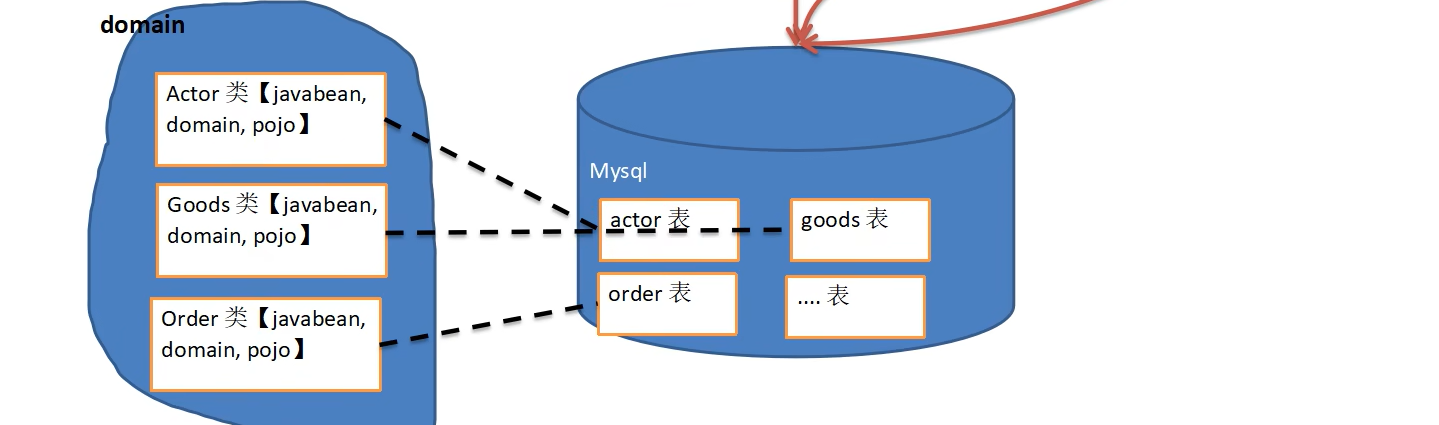 domain
Actor 类【javabean,
domain, pojo】
Goods 类【javabean,
domain, pojo】
Order 类【javabean,
domain, pojo】
Mysql
actor 表
goods 表
order 表
.... 表